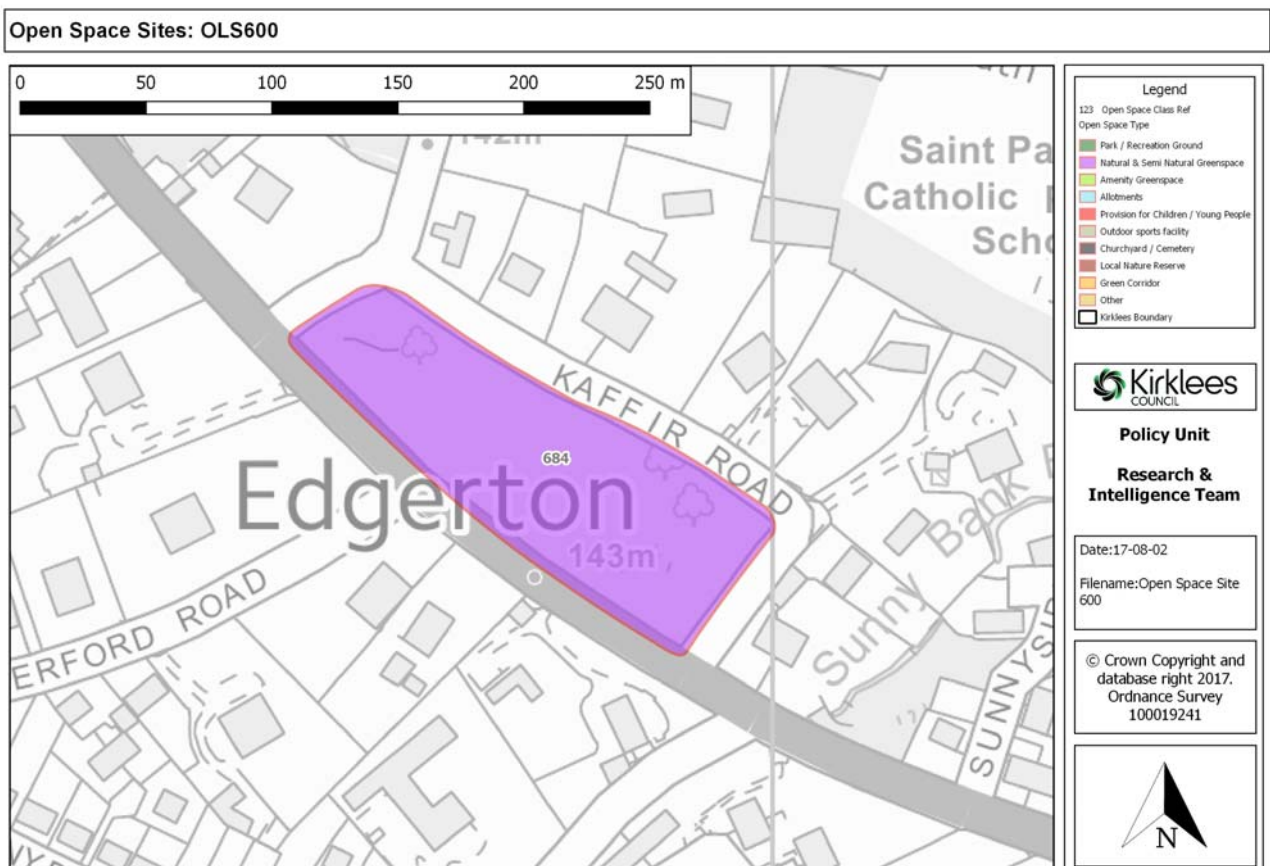 Open Space Sites: OLS600
0 50 100 150 200 250 m
142m
Saint Pa
Catholic
Scho
KAFFIR ROAD
684
Edgerton
143m
ERFORD ROAD
Sunny Bank
SUNNYSID
Legend
123 Open Space Class Ref
Open Space Type
Park / Recreation Ground
Natural & Semi Natural Greenspace
Amenity Greenspace
Allotments
Provision for Children / Young People
Outdoor sports facility
Churchyard / Cemetery
Local Nature Reserve
Green Corridor
Other
Kirklees Boundary
Kirklees
COUNCIL
Policy Unit
Research &
Intelligence Team
Date:17-08-02
Filename:Open Space Site
600
© Crown Copyright and
database right 2017.
Ordnance Survey
100019241
N